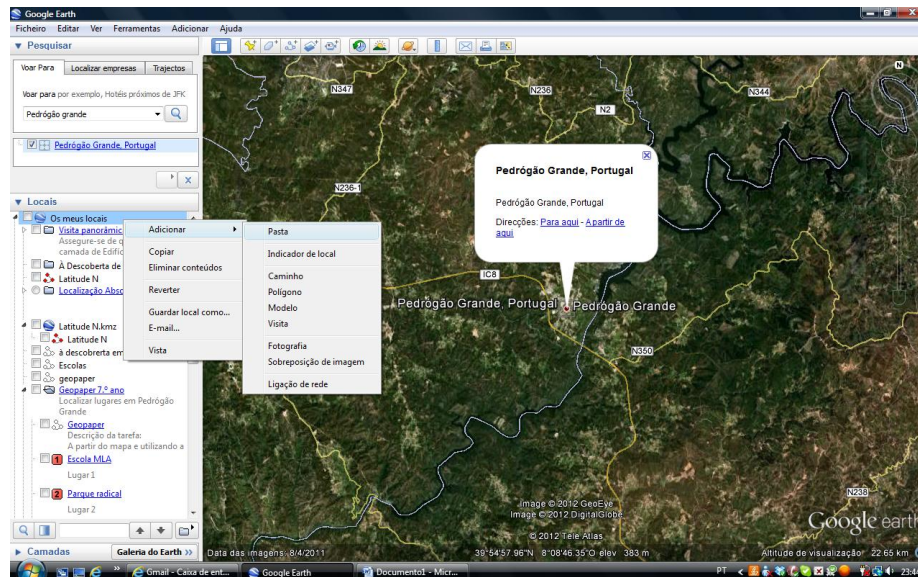 Google Earth
Ficheiro Editar Ver Ferramentas Adicionar Ajuda
Pesquisar
Voar Para Localizar empresas Trajectos
Voar para por exemplo, Hotéis próximos de JFK
Pedrógão grande
Pedrógão Grande, Portugal
Locais
Os meus locais
Visita panorâmic
Assegure-se de q
camada de Edific
À Descoberta de
Latitude N
Localização Abso
Latitude N.kmz
Latitude N
à descobrerta em
Escolas
geopaper
Geopaper 7.º ano
Localizar lugares em Pedrógão
Grande
Geopaper
Descrição da tarefa:
A partir do mapa e utilizando a
Escola MLA
Lugar 1
Parque radical
Lugar 2
Camadas
Galeria do Earth >>
Adicionar
Copiar
Eliminar conteúdos
Reverter
Guardar local como...
E-mail...
Vista
Pasta
Indicador de local
Caminho
Polígono
Modelo
Visita
Fotografia
Sobreposição de imagem
Ligação de rede
N347
N236
N2
N344
N
N236-1
Pedrógão Grande, Portugal
Pedrógão Grande, Portugal
Direcções: Para aqui - A partir de
aqui
IC8
Pedrógão Grande, Portugal
Pedrógão Grande
N350
N238
Image © 2012 GeoEye
Image © 2012 DigitalGlobe
© 2012 Tele Atlas
Google earth
Data das imagens: 8/4/2011
39°54'57.96"N 8°08'46.35"O elev 383 m
Altitude de visualização 22.65 km
Gmail - Caixa de ent...
Google Earth
Documento1 - Micr...
PT